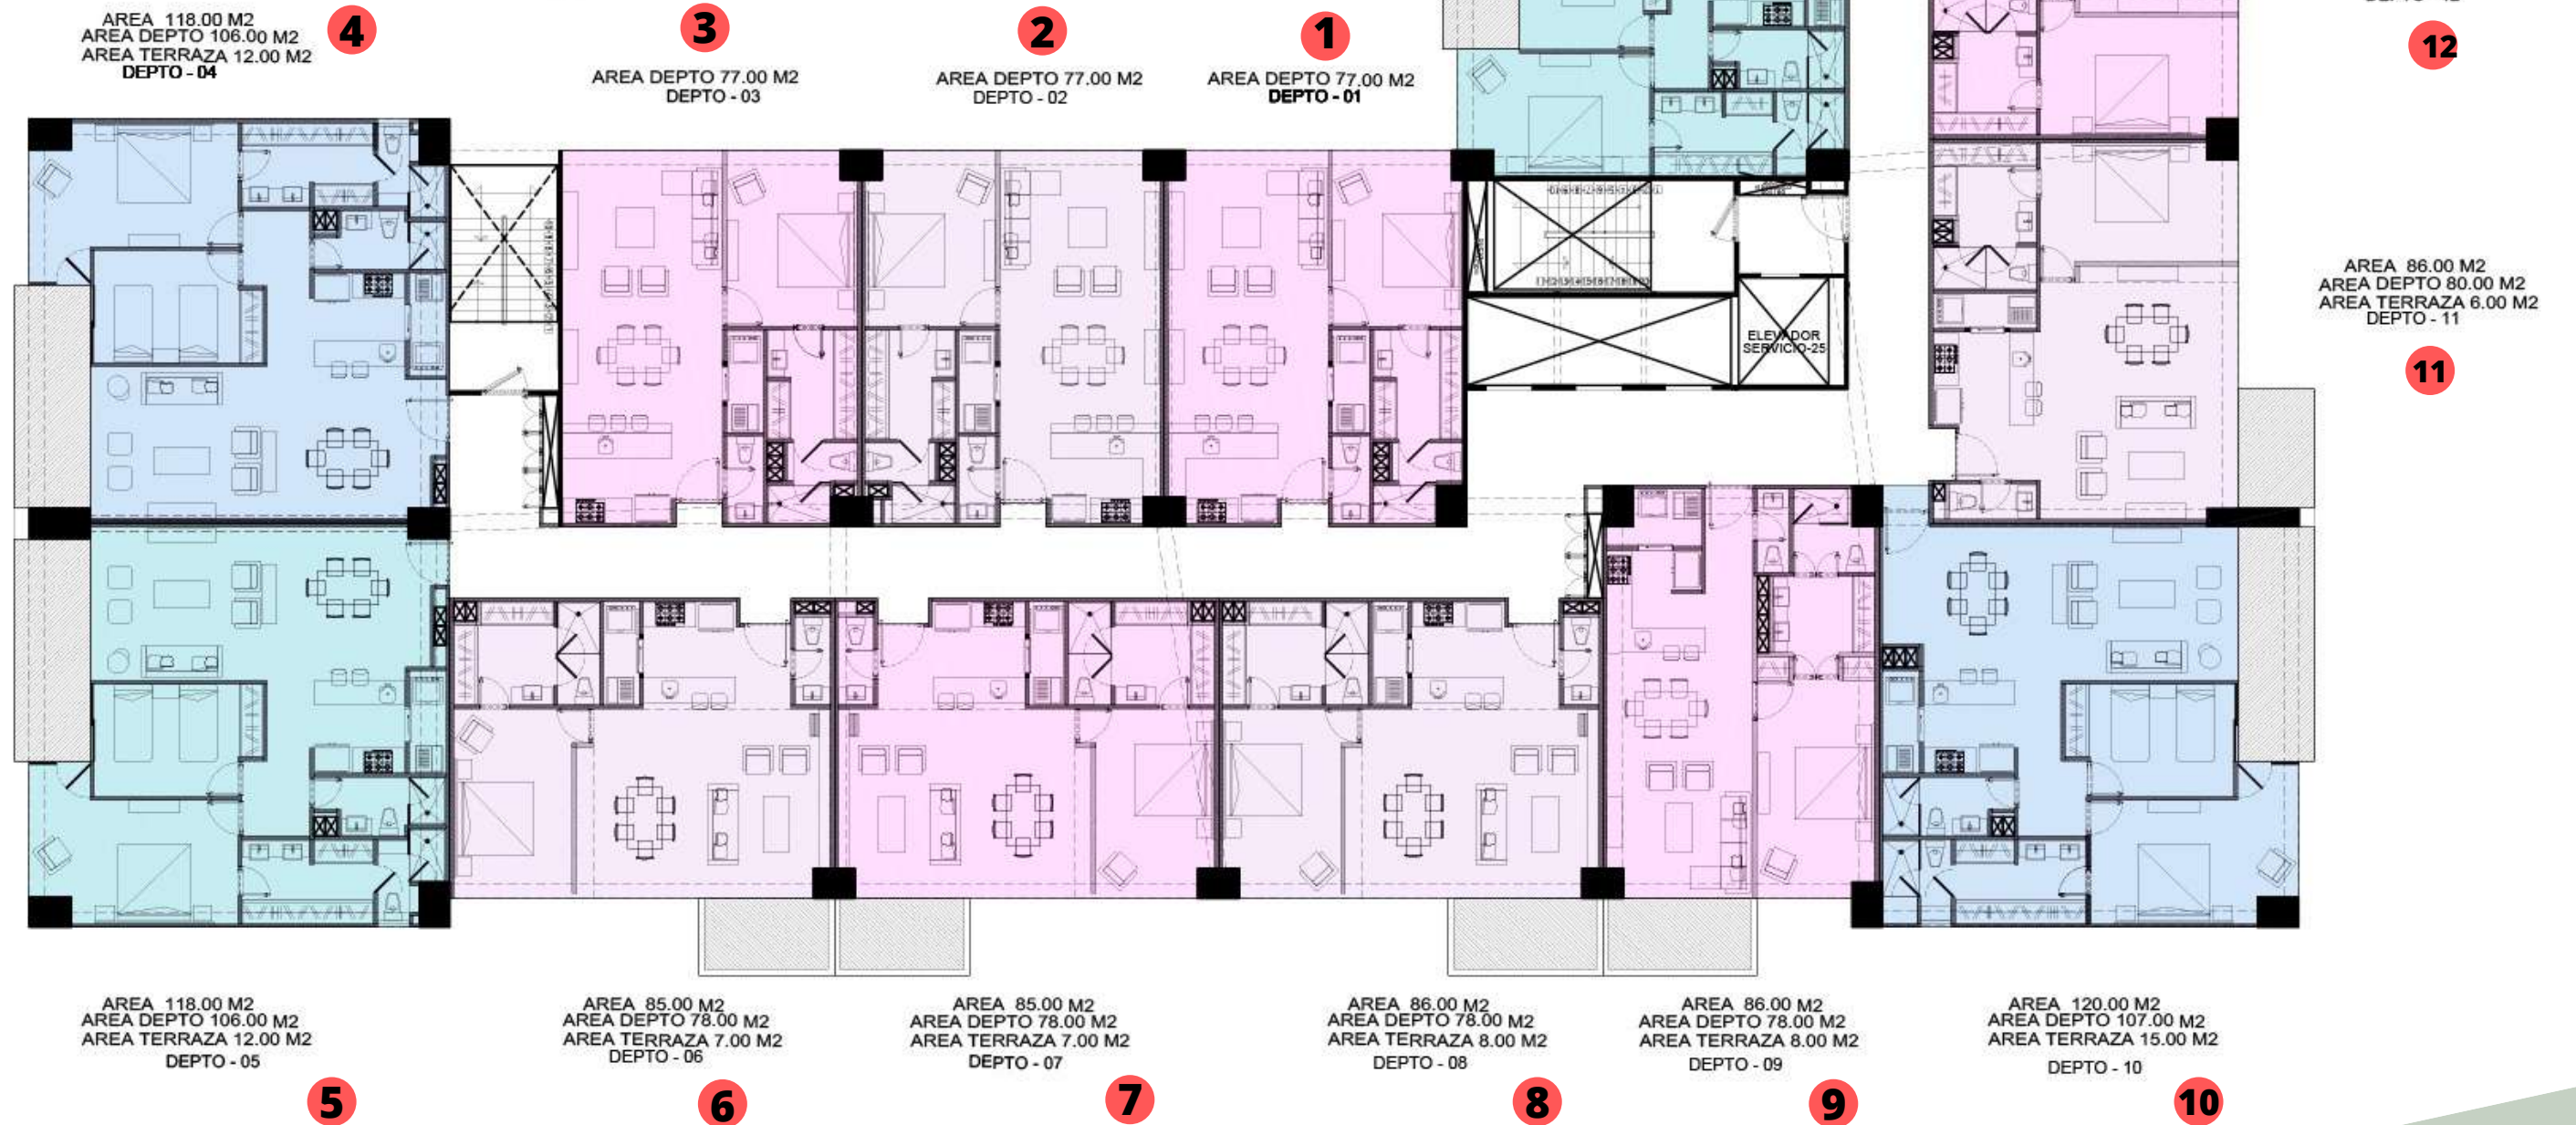 AREA 118.00 M2
AREA DEPTO 106.00 M2
AREA TERRAZA 12.00 M2
DEPTO - 04
4
3
AREA DEPTO 77.00 M2
DEPTO - 03
2
AREA DEPTO 77.00 M2
DEPTO - 02
1
AREA DEPTO 77.00 M2
DEPTO - 01
12
ELEVADOR
SERVICIO-25
AREA 86.00 M2
AREA DEPTO 80.00 M2
AREA TERRAZA 6.00 M2
DEPTO - 11
11
AREA 118.00 M2
AREA DEPTO 106.00 M2
AREA TERRAZA 12.00 M2
DEPTO - 05
5
AREA 85.00 M2
AREA DEPTO 78.00 M2
AREA TERRAZA 7.00 M2
DEPTO - 06
6
AREA 85.00 M2
AREA DEPTO 78.00 M2
AREA TERRAZA 7.00 M2
DEPTO - 07
7
AREA 86.00 M2
AREA DEPTO 78.00 M2
AREA TERRAZA 8.00 M2
DEPTO - 08
8
AREA 86.00 M2
AREA DEPTO 78.00 M2
AREA TERRAZA 8.00 M2
DEPTO - 09
9
AREA 120.00 M2
AREA DEPTO 107.00 M2
AREA TERRAZA 15.00 M2
DEPTO - 10
10